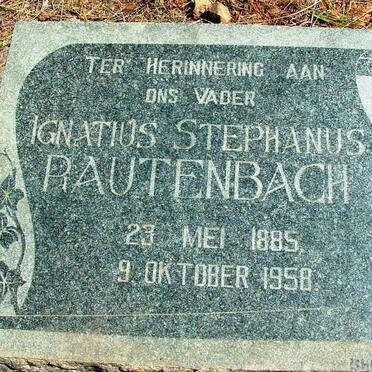 TER HERINNERING AAN
ONS VADER
IGNATIUS STEPHANUS
RAUTENBACH
23 MEI 1885.
9. OKTOBER 1958.